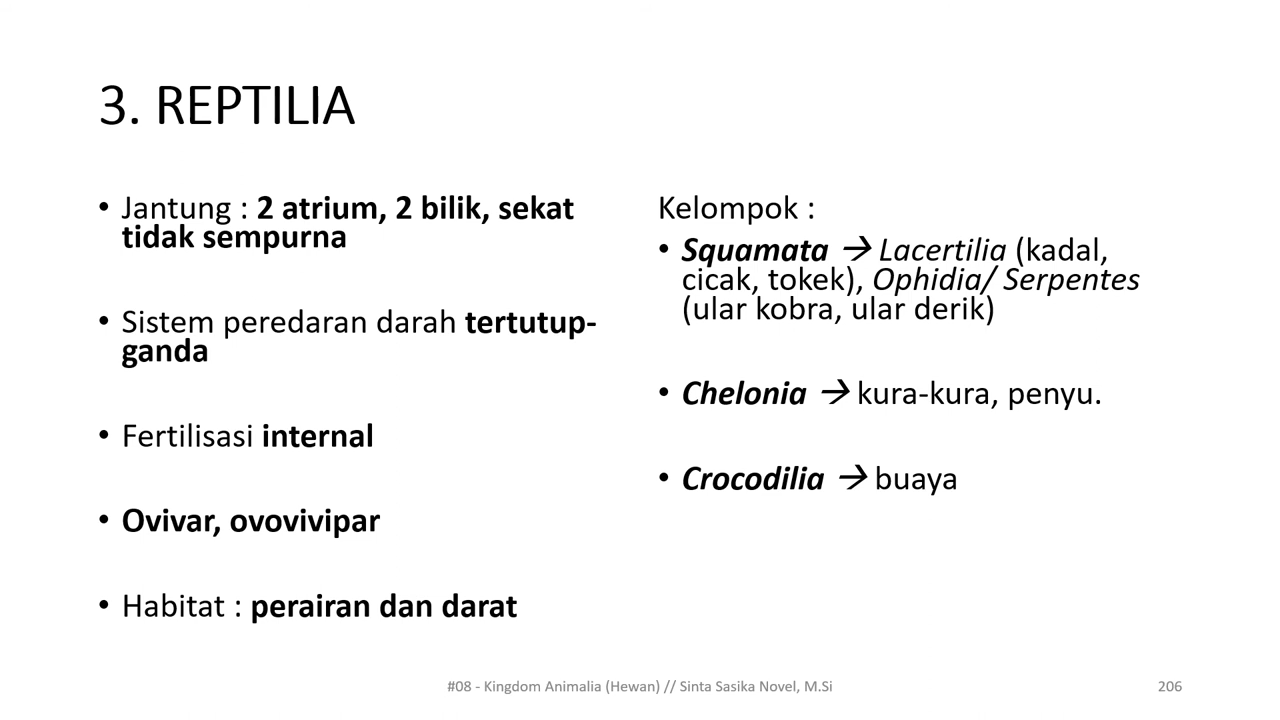 3. REPTILIA
• Jantung : 2 atrium, 2 bilik, sekat
tidak sempurna
• Sistem peredaran darah tertutup-
ganda
• Fertilisasi internal
• Ovivar, ovovivipar
• Habitat : perairan dan darat
Kelompok :
• Squamata → Lacertilia (kadal,
cicak, tokek), Ophidia/ Serpentes
(ular kobra, ular derik)
• Chelonia → kura-kura, penyu.
• Crocodilia → buaya
#08 - Kingdom Animalia (Hewan) // Sinta Sasika Novel, M.Si
206